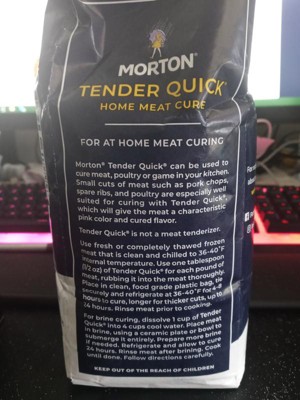 MORTON®
TENDER QUICK®
HOME MEAT CURE
FOR AT HOME MEAT CURING
Morton® Tender Quick® can be used to
cure meat, poultry or game in your kitchen.
Small cuts of meat such as pork chops,
spare ribs, and poultry are especially well
suited for curing with Tender Quick®,
which will give the meat a characteristic
pink color and cured flavor.
Tender Quick® is not a meat tenderizer.
Use fresh or completely thawed frozen
meat that is clean and chilled to 36-40°F
internal temperature. Use one tablespoon
(1/2 oz) of Tender Quick® for each pound of
meat, rubbing it into the meat thoroughly.
Place in clean, food grade plastic bag,
securely and refrigerate at 36-40°F for 4-8
hours to cure, longer for thicker cuts, up to
24 hours. Rinse meat prior to cooking.
For brine curing, dissolve 1 cup of Tender
Quick® into 4 cups cool water. Place meat
in brine, using a ceramic plate or bowl to
submerge it entirely. Prepare more brine
if needed. Refrigerate and allow to cure
24 hours. Rinse meat after brining. Cook
until done. Follow directions carefully.
KEEP OUT OF THE REACH OF CHILDREN